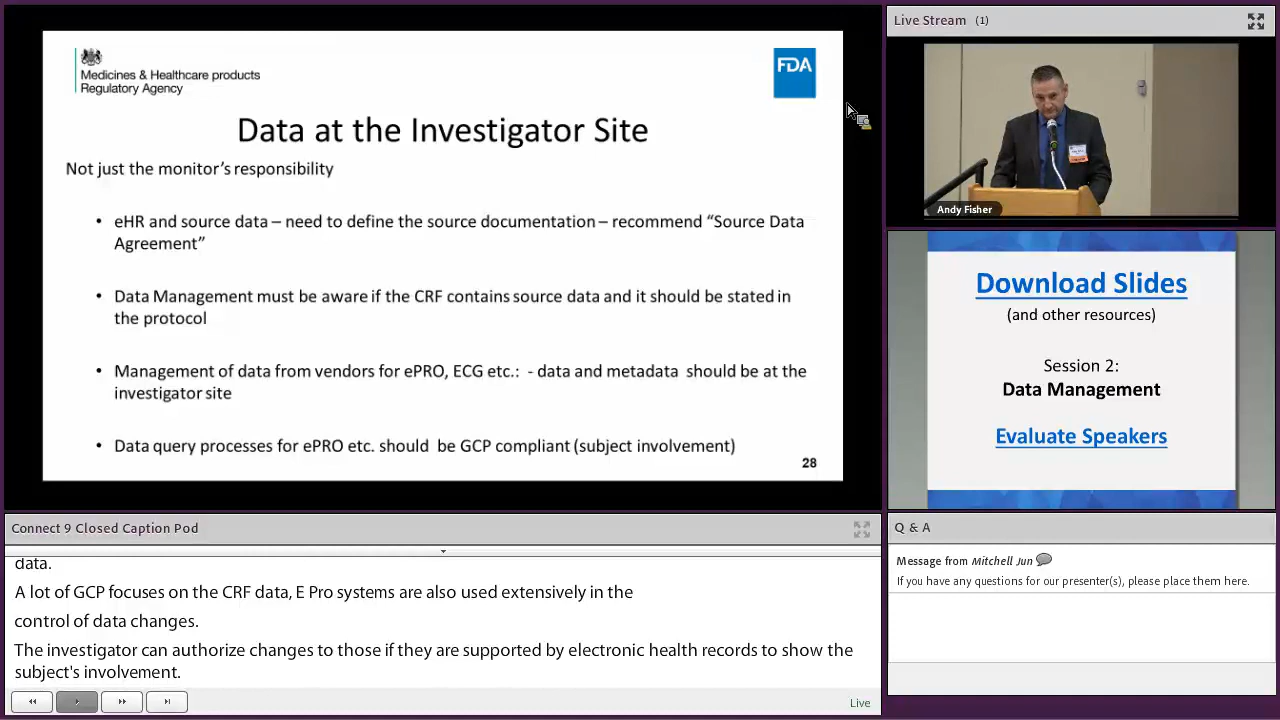 Medicines & Healthcare products
Regulatory Agency
FDA
Data at the Investigator Site
Not just the monitor's responsibility
• eHR and source data – need to define the source documentation – recommend “Source Data
Agreement”
• Data Management must be aware if the CRF contains source data and it should be stated in
the protocol
• Management of data from vendors for ePRO, ECG etc.: - data and metadata should be at the
investigator site
• Data query processes for ePRO etc. should be GCP compliant (subject involvement)
28
Live Stream (1)
Andy Fisher
Download Slides
(and other resources)
Session 2:
Data Management
Evaluate Speakers
Connect 9 Closed Caption Pod
data.
A lot of GCP focuses on the CRF data, E Pro systems are also used extensively in the
control of data changes.
The investigator can authorize changes to those if they are supported by electronic health records to show the
subject's involvement.
Live
Q & A
Message from Mitchell Jun
If you have any questions for our presenter(s), please place them here.